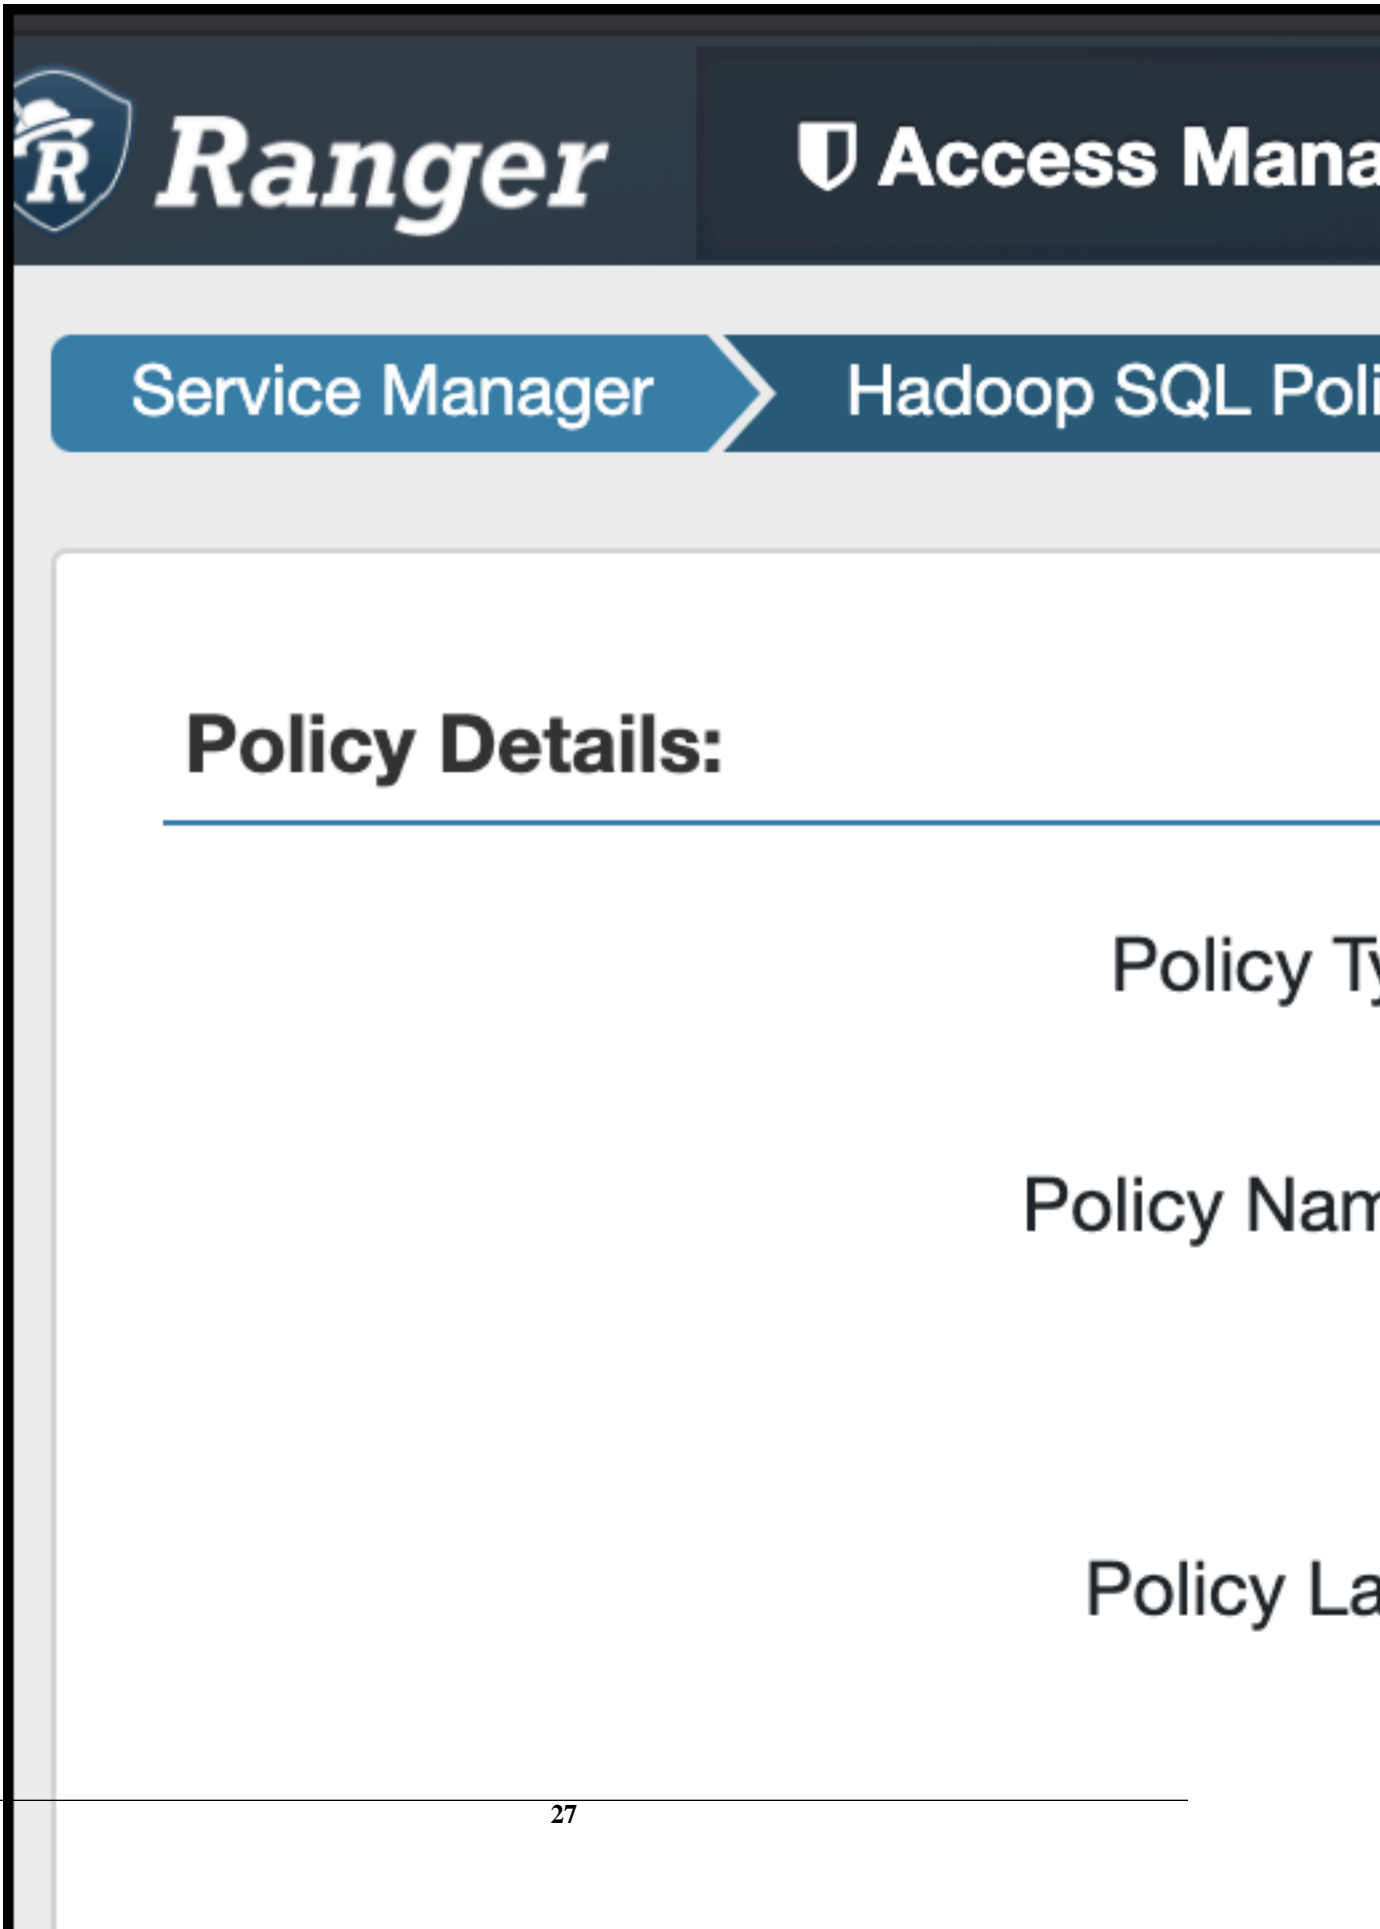 R Ranger
Access Mana
Service Manager
Hadoop SQL Poli
Policy Details:
Policy Ty
Policy Nam
Policy La
27